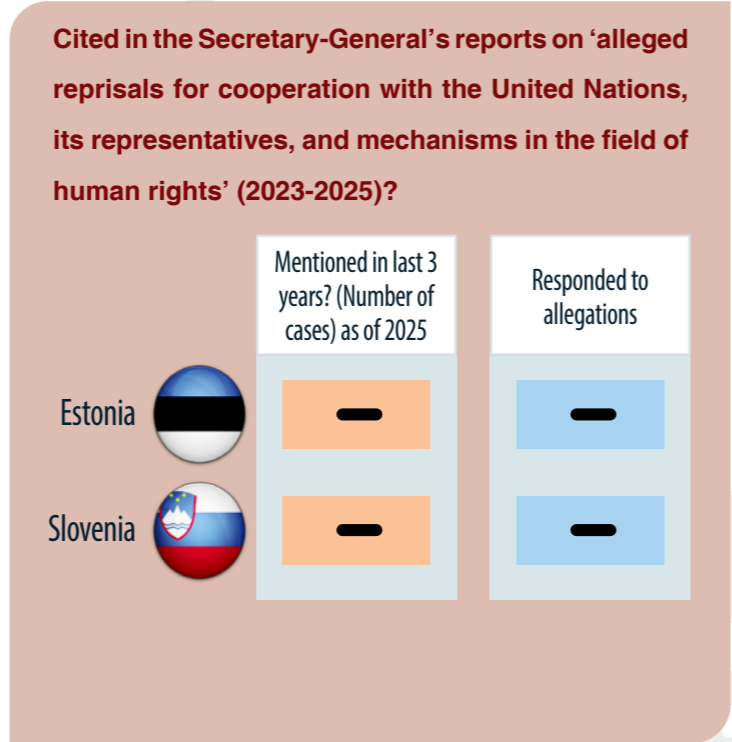 Cited in the Secretary-General’s reports on ‘alleged
reprisals for cooperation with the United Nations,
its representatives, and mechanisms in the field of
human rights’ (2023-2025)?
Mentioned in last 3
years? (Number of
cases) as of 2025
Responded to
allegations
Estonia
–
–
Slovenia
–
–